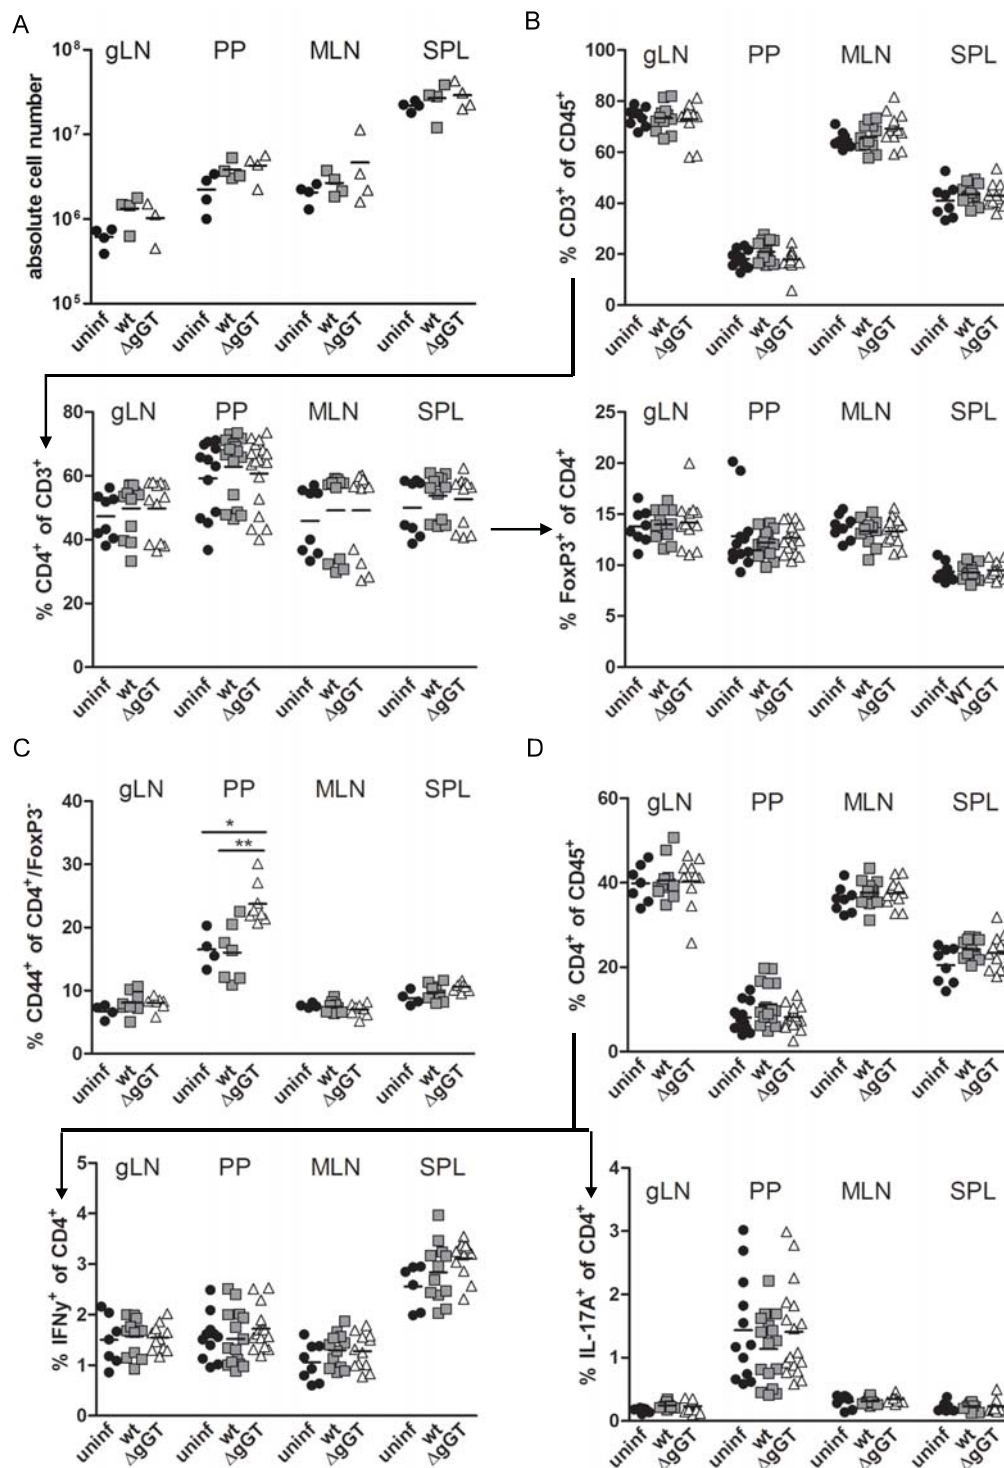 A
gLN PP MLN SPL
absolute cell number
10⁸
10⁷
10⁶
10⁵
uninf wt ΔgGT uninf wt ΔgGT uninf wt ΔgGT uninf wt ΔgGT
B
gLN PP MLN SPL
% CD3⁺ of CD45⁺
100
80
60
40
20
0
uninf wt ΔgGT uninf wt ΔgGT uninf wt ΔgGT uninf wt ΔgGT
gLN PP MLN SPL
% CD4⁺ of CD3⁺
80
60
40
20
0
uninf wt ΔgGT uninf wt ΔgGT uninf wt ΔgGT uninf wt ΔgGT
gLN PP MLN SPL
% FoxP3⁺ of CD4⁺
25
20
15
10
5
0
uninf wt ΔgGT uninf wt ΔgGT uninf wt ΔgGT uninf WT ΔgGT
C
gLN PP MLN SPL
% CD44⁺ of CD4⁺/FoxP3⁻
40
30
20
10
0
*
**
uninf wt ΔgGT uninf wt ΔgGT uninf wt ΔgGT uninf wt ΔgGT
D
gLN PP MLN SPL
% CD4⁺ of CD45⁺
60
40
20
0
uninf wt ΔgGT uninf wt ΔgGT uninf wt ΔgGT uninf wt ΔgGT
gLN PP MLN SPL
% IFNy⁺ of CD4⁺
5
4
3
2
1
0
uninf wt ΔgGT uninf wt ΔgGT uninf wt ΔgGT uninf wt ΔgGT
gLN PP MLN SPL
% IL-17A⁺ of CD4⁺
4
3
2
1
0
uninf wt ΔgGT uninf wt ΔgGT uninf wt ΔgGT uninf wt ΔgGT